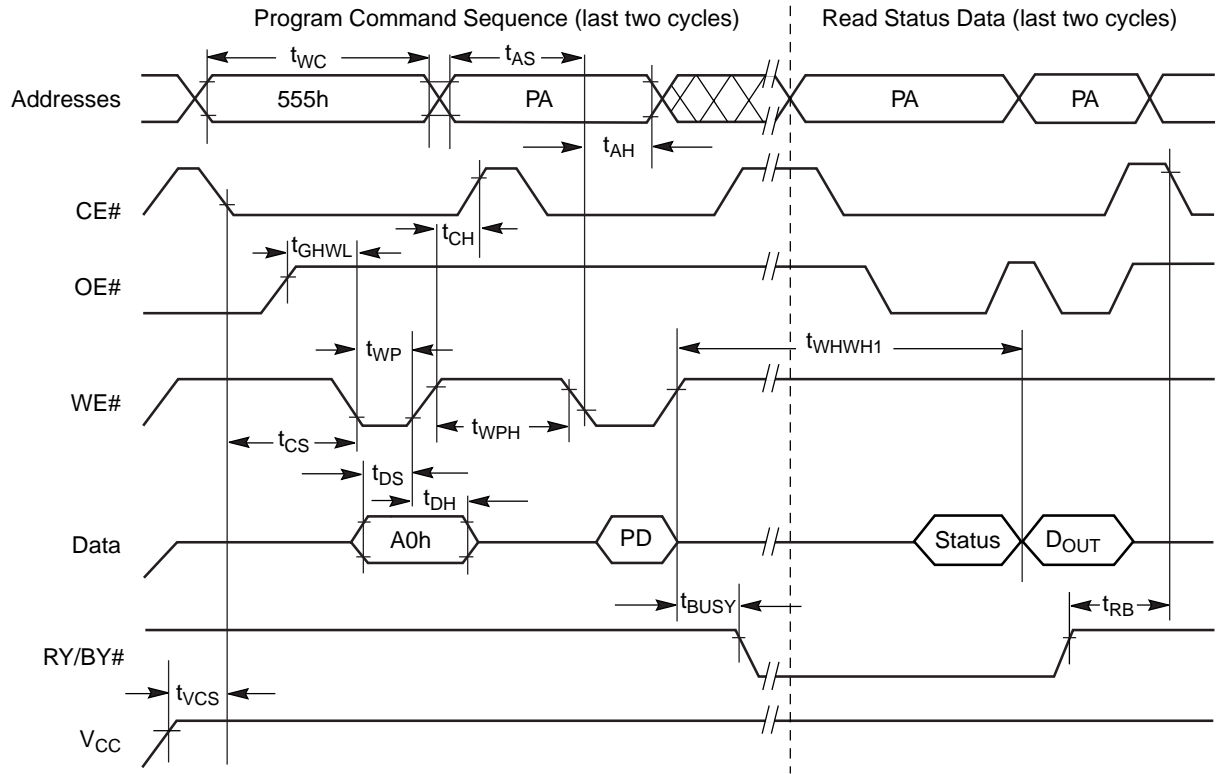 Program Command Sequence (last two cycles)
Read Status Data (last two cycles)
tWC
tAS
Addresses
555h
PA
PA
PA
tAH
CE#
tCH
tGHWL
OE#
tWP
tWHWH1
WE#
tWPH
tCS
tDS
tDH
Data
A0h
PD
Status
DOUT
tBUSY
tRB
RY/BY#
tVCS
VCC